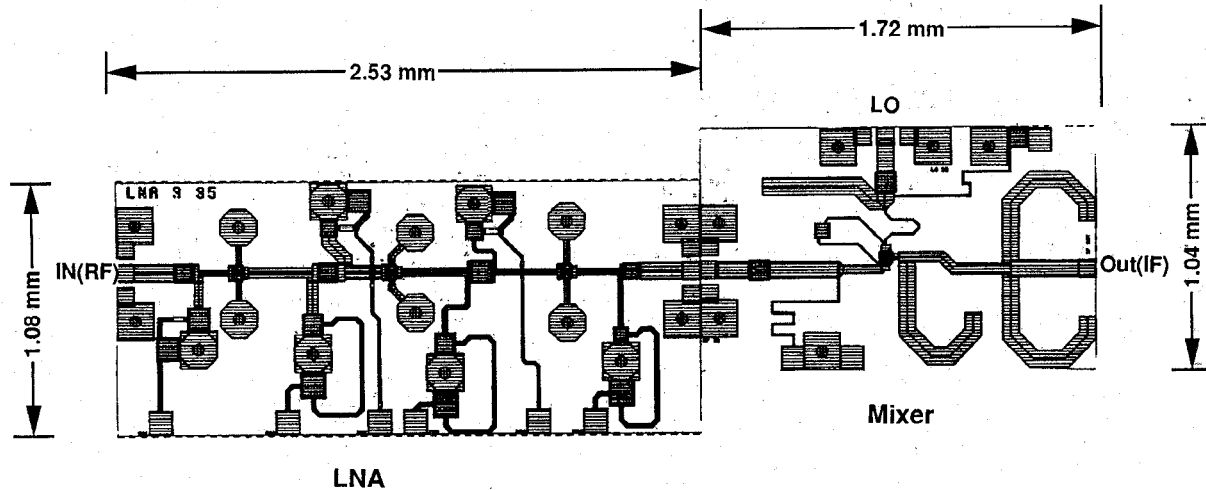 1.72 mm
2.53 mm
LO
LNA 3 95
IN(RF)
Out(IF)
1.08 mm
1.04 mm
Mixer
LNA